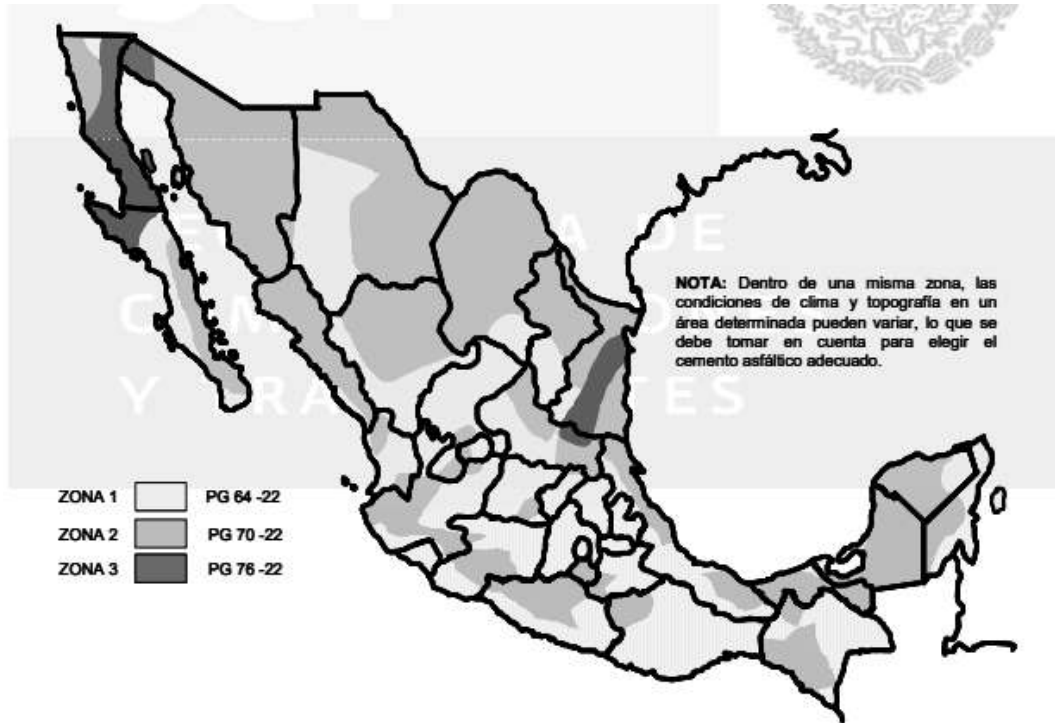 NOTA: Dentro de una misma zona, las
condiciones de clima y topografía en un
área determinada pueden variar, lo que se
debe tomar en cuenta para elegir el
cemento asfáltico adecuado.
ZONA 1 PG 64 -22
ZONA 2 PG 70 -22
ZONA 3 PG 76 -22